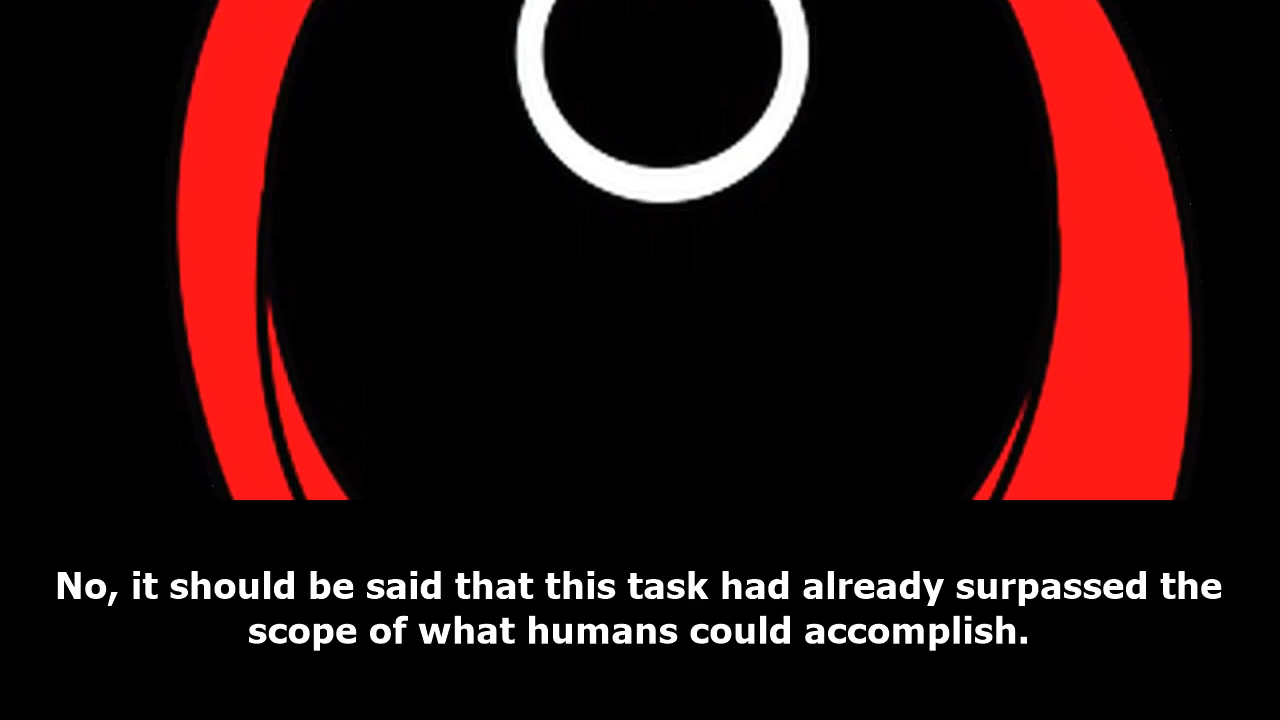 No, it should be said that this task had already surpassed the
scope of what humans could accomplish.